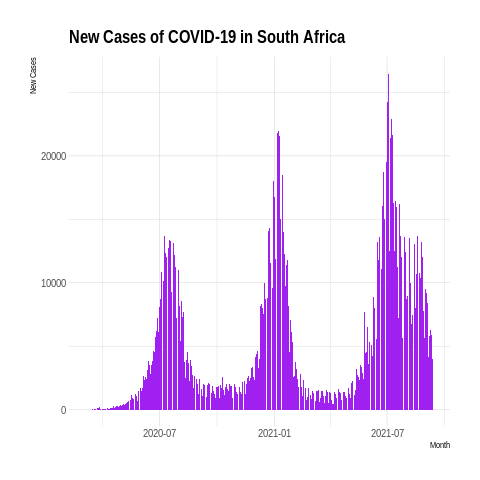 New Cases of COVID-19 in South Africa
New Cases
20000
10000
0
2020-07
2021-01
2021-07
Month